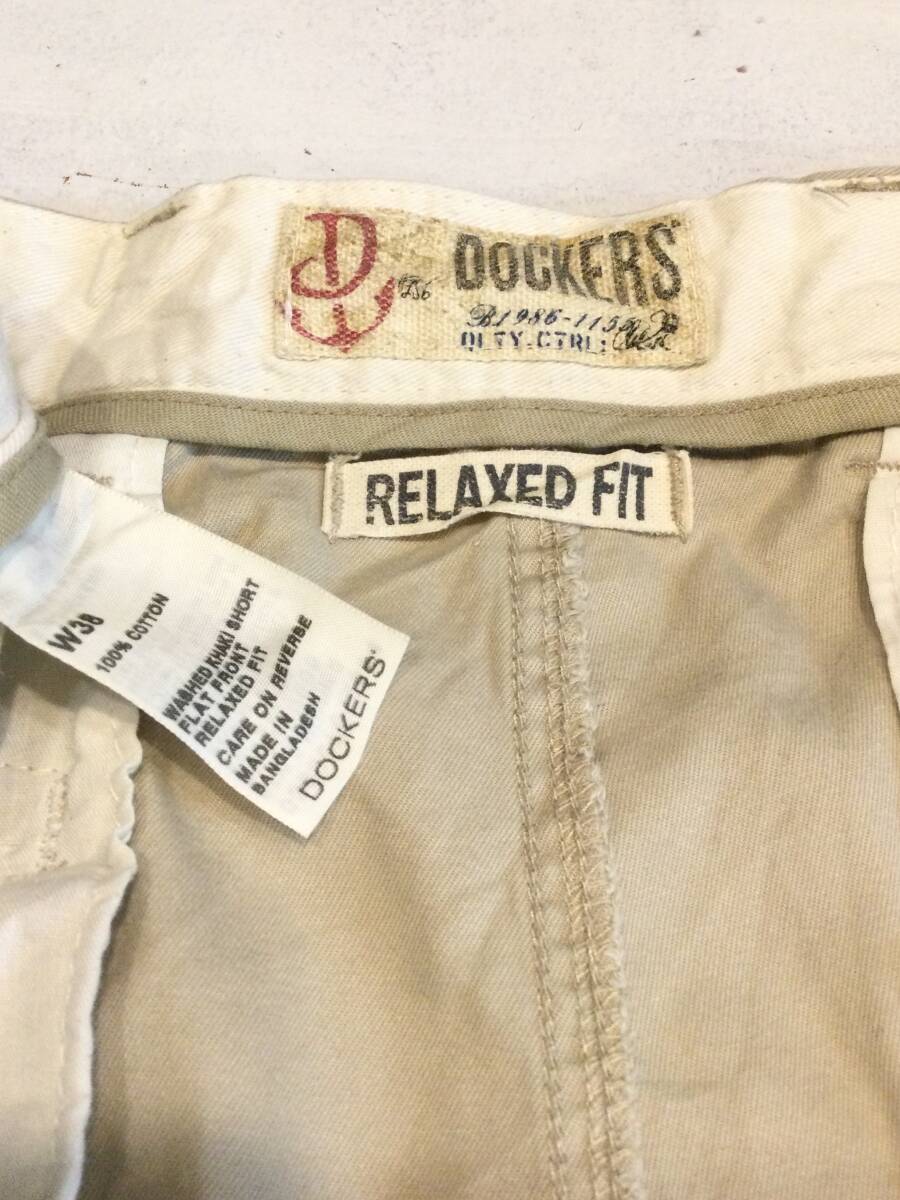 D
DOCKERS
B1986-115
QLTY.CTRL:
RELAXED FIT
W38
100% COTTON
WASHED KHAKI SHORT
FLAT FRONT
RELAXED FIT
CARE ON REVERSE
MADE IN
BANGLADESH
DOCKERS®